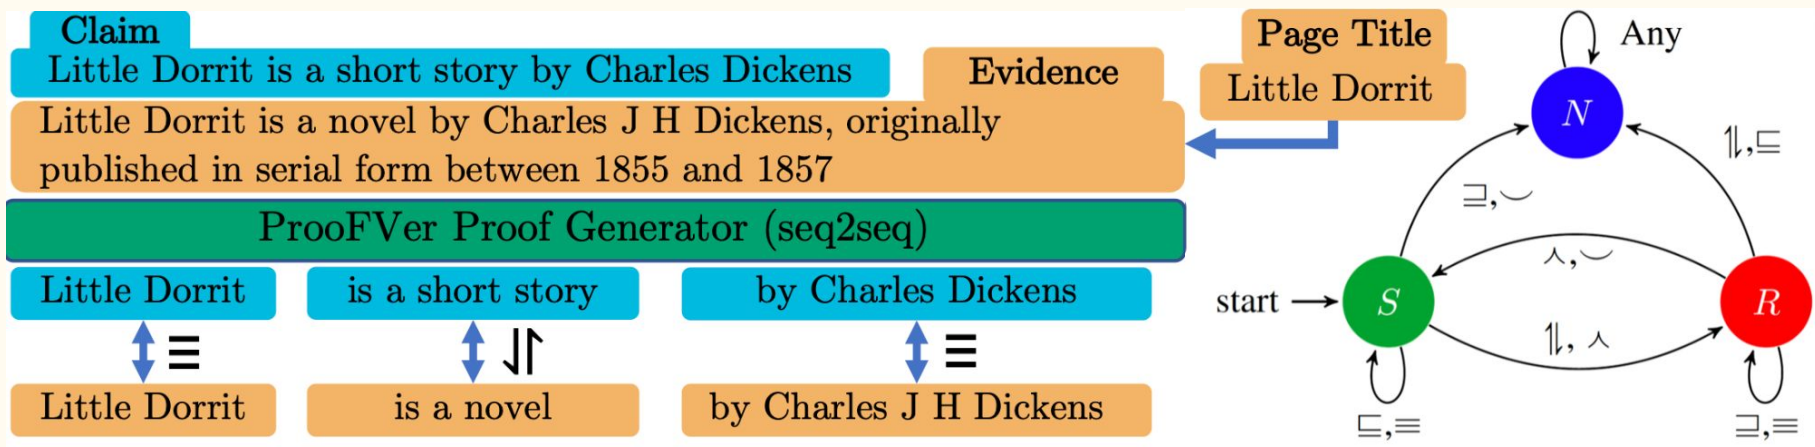 Claim
Little Dorrit is a short story by Charles Dickens
Evidence
Page Title
Little Dorrit
Little Dorrit is a novel by Charles J H Dickens, originally
published in serial form between 1855 and 1857
ProoFVer Proof Generator (seq2seq)
Little Dorrit
is a short story
by Charles Dickens
≡
⥯
≡
Little Dorrit
is a novel
by Charles J H Dickens
Any
N
⥮,⊑
⊒,⌣
⋏,⌣
start
S
R
⥮, ⋏
⊑,≡
⊒,≡